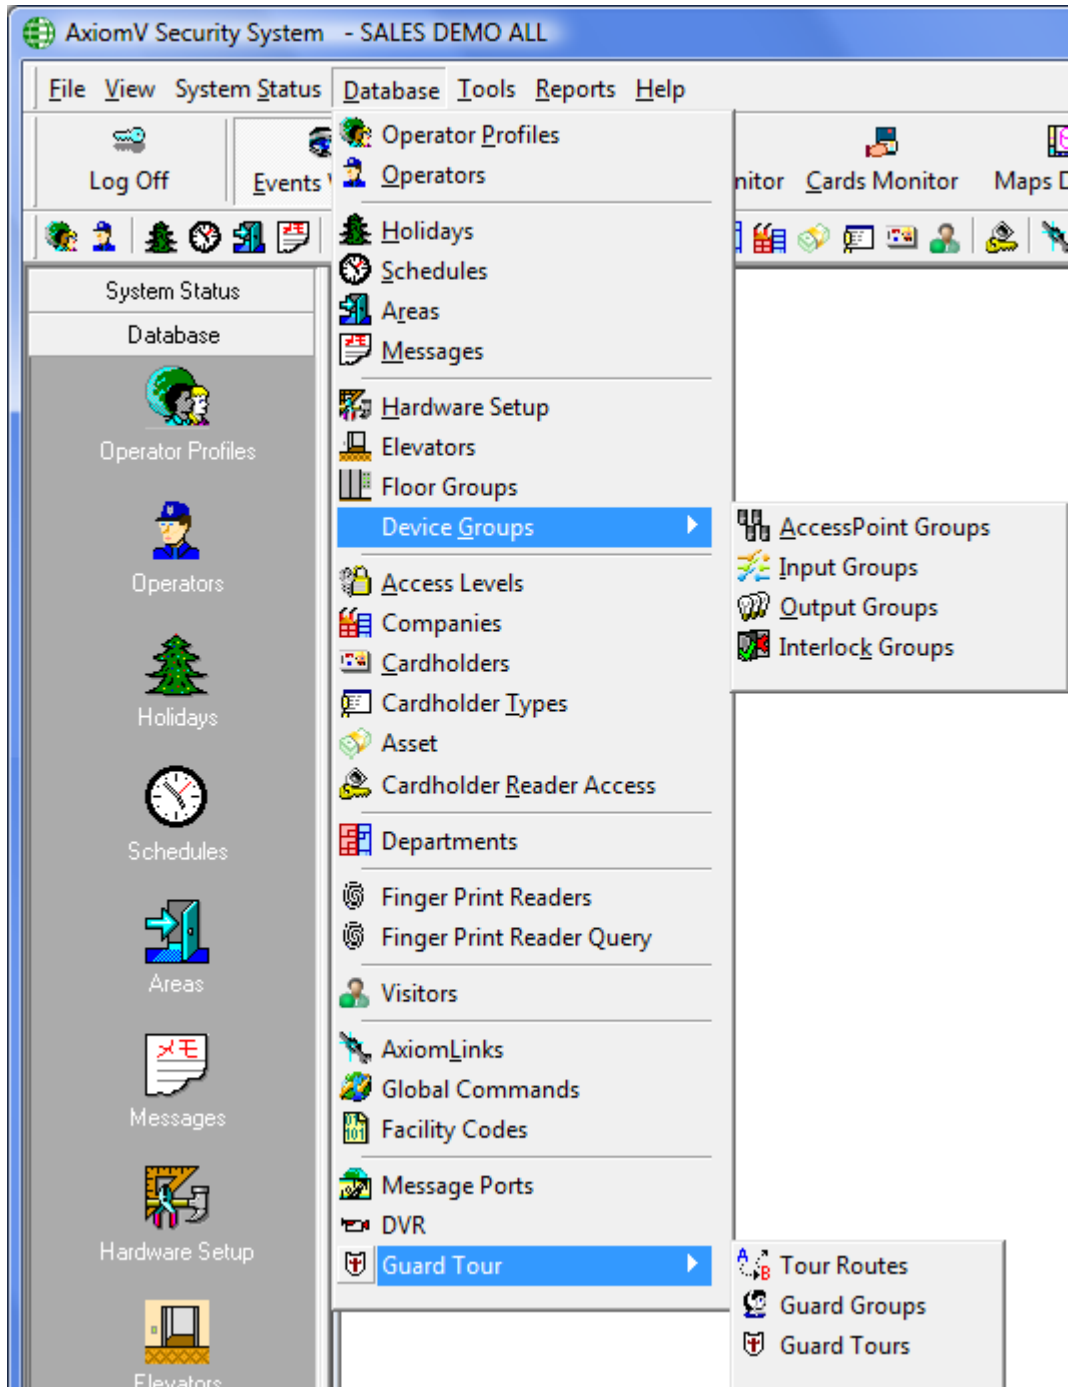 AxiomV Security System - SALES DEMO ALL
File View System Status Database Tools Reports Help
Log Off
Events
nitor
Cards Monitor
Maps
Operator Profiles
Operators
Holidays
Schedules
Areas
Messages
Hardware Setup
Elevators
Floor Groups
Device Groups
AccessPoint Groups
Input Groups
Output Groups
Interlock Groups
Access Levels
Companies
Cardholders
Cardholder Types
Asset
Cardholder Reader Access
Departments
Finger Print Readers
Finger Print Reader Query
Visitors
AxiomLinks
Global Commands
Facility Codes
Message Ports
DVR
Guard Tour
Tour Routes
Guard Groups
Guard Tours
System Status
Database
Operator Profiles
Operators
Holidays
Schedules
Areas
メモ
Messages
Hardware Setup
Elevators